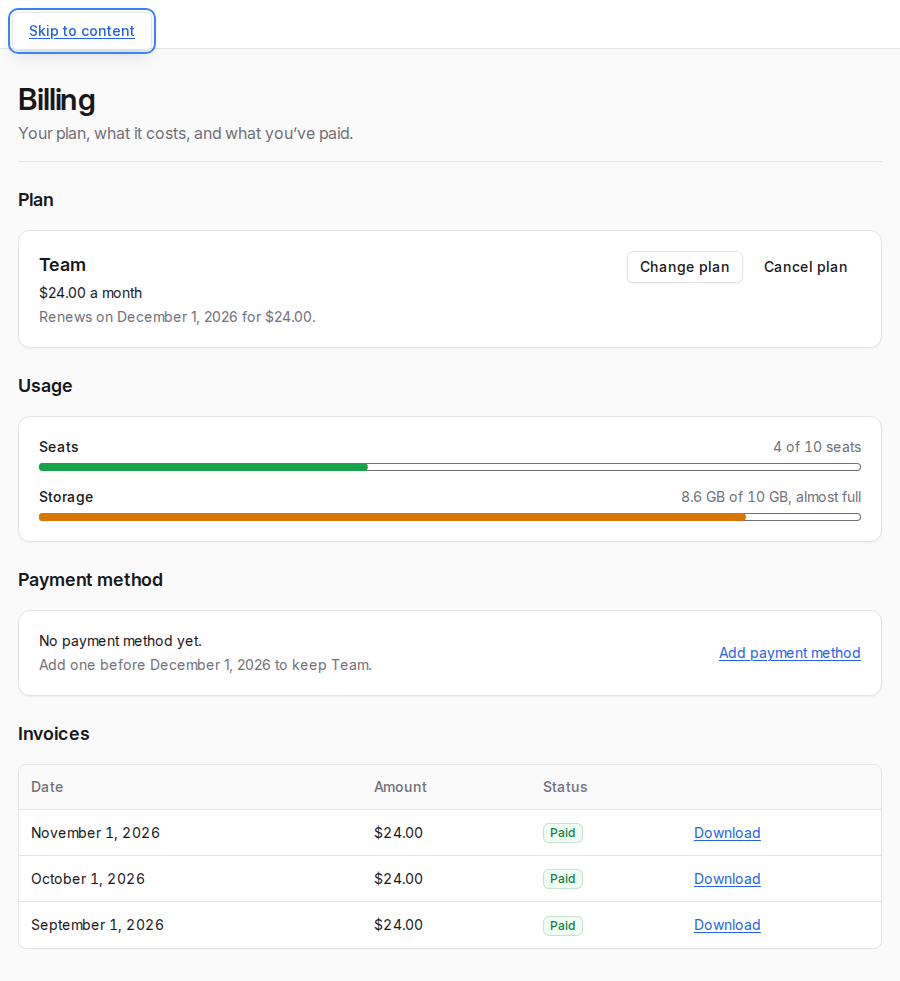 Skip to content
Billing
Your plan, what it costs, and what you’ve paid.
Plan
Team
Change plan
Cancel plan
$24.00 a month
Renews on December 1, 2026 for $24.00.
Usage
Seats
4 of 10 seats
Storage
8.6 GB of 10 GB, almost full
Payment method
No payment method yet.
Add one before December 1, 2026 to keep Team.
Add payment method
Invoices
Date Amount Status
November 1, 2026 $24.00 Paid Download
October 1, 2026 $24.00 Paid Download
September 1, 2026 $24.00 Paid Download